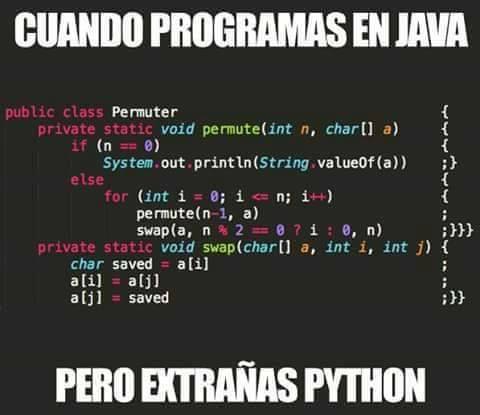 CUANDO PROGRAMAS EN JAVA
public class Permuter                                 {
    private static void permute(int n, char[] a)      {
        if (n == 0)                                   {
            System.out.println(String.valueOf(a))     ;}
        else                                          {
            for (int i = 0; i <= n; i++)              {
                permute(n-1, a)                       ;
                swap(a, n % 2 == 0 ? i : 0, n)        ;}}}
    private static void swap(char[] a, int i, int j)  {
        char saved = a[i]                             ;
        a[i] = a[j]                                   ;
        a[j] = saved                                  ;}}
PERO EXTRAÑAS PYTHON